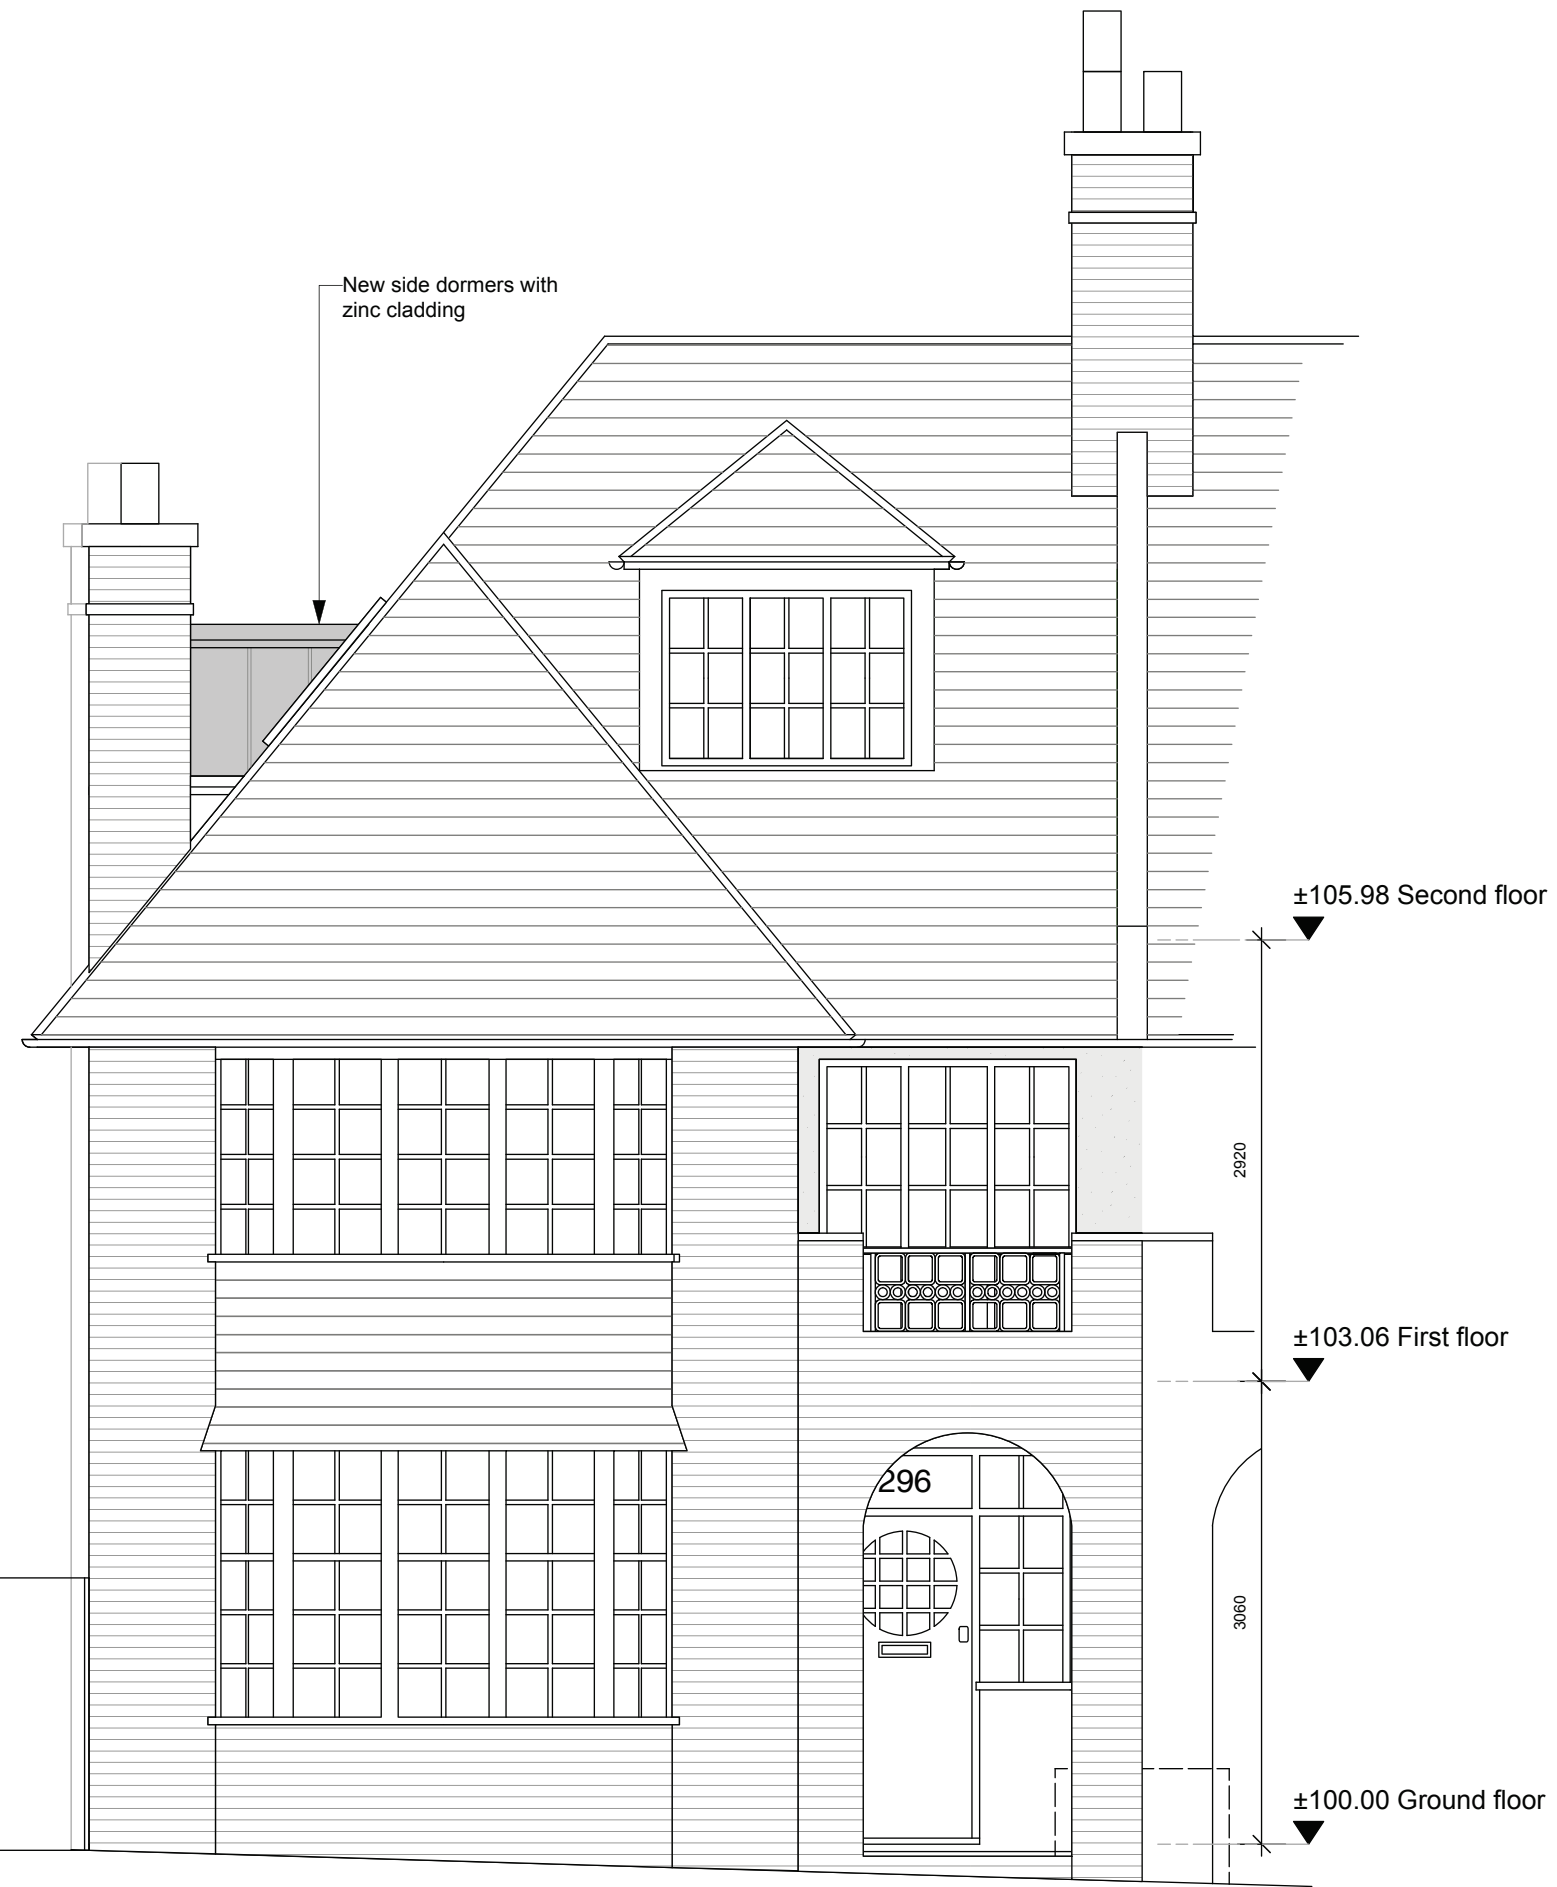 New side dormers with
zinc cladding
±105.98 Second floor
2920
±103.06 First floor
296
3060
±100.00 Ground floor